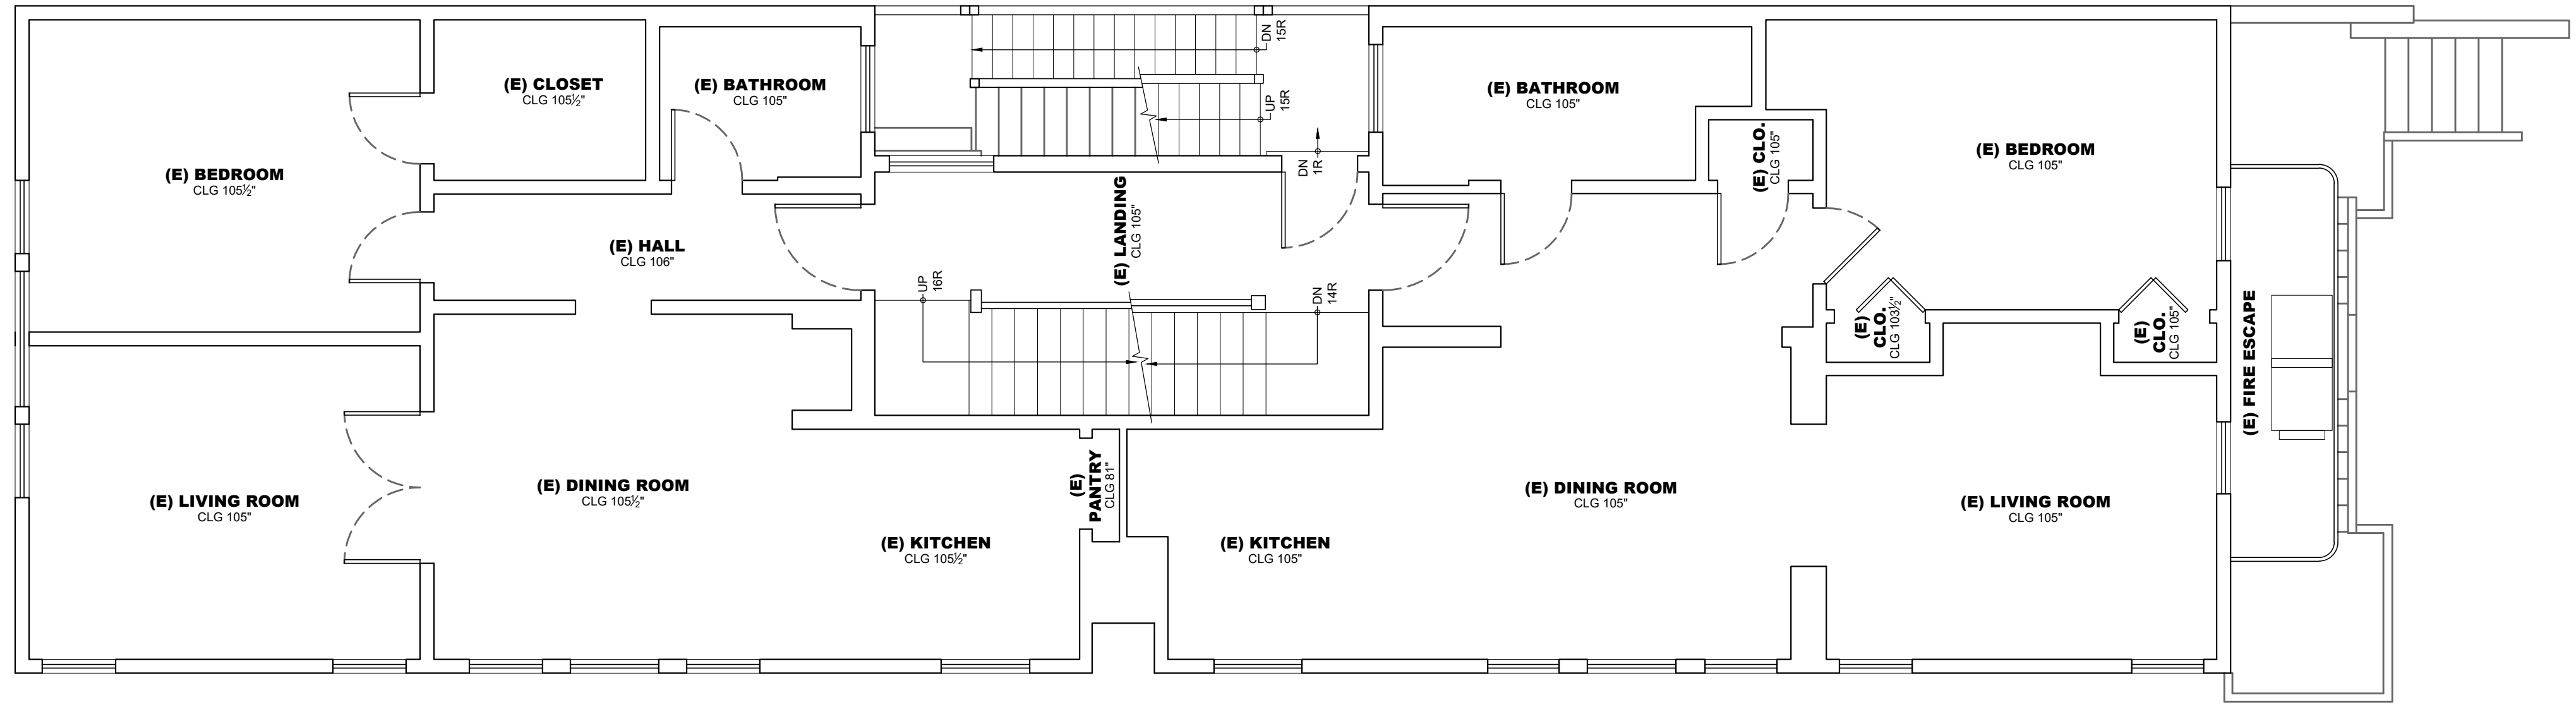 (E) CLOSET
CLG 105½"
(E) BATHROOM
CLG 105"
DN
15R
UP
15R
(E) BATHROOM
CLG 105"
(E) CLO.
CLG 105"
(E) BEDROOM
CLG 105"
(E) BEDROOM
CLG 105½"
DN
1R
(E) LANDING
CLG 105"
(E) HALL
CLG 106"
UP
16R
DN
14R
(E)
CLO.
CLG 103½"
(E)
CLO.
CLG 105"
(E) FIRE ESCAPE
(E) LIVING ROOM
CLG 105"
(E) DINING ROOM
CLG 105½"
(E) KITCHEN
CLG 105½"
(E)
PANTRY
CLG 81"
(E) KITCHEN
CLG 105"
(E) DINING ROOM
CLG 105"
(E) LIVING ROOM
CLG 105"